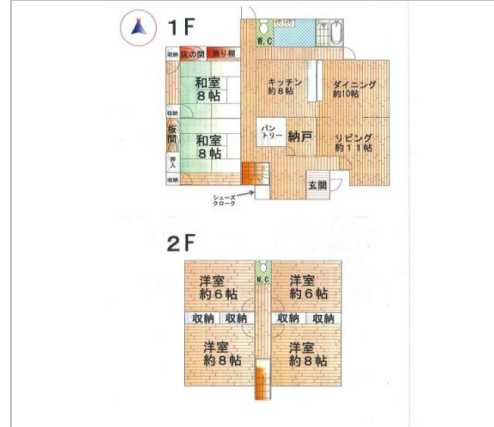 1F
W.C
収納
床の間
飾り棚
和室
8帖
キッチン
約8帖
ダイニング
約10帖
収納
板間
和室
8帖
パン
トリー
納戸
リビング
約11帖
押入
収納
玄関
シューズ
クローク
2F
W.C
洋室
約6帖
洋室
約6帖
収納
収納
収納
収納
洋室
約8帖
洋室
約8帖